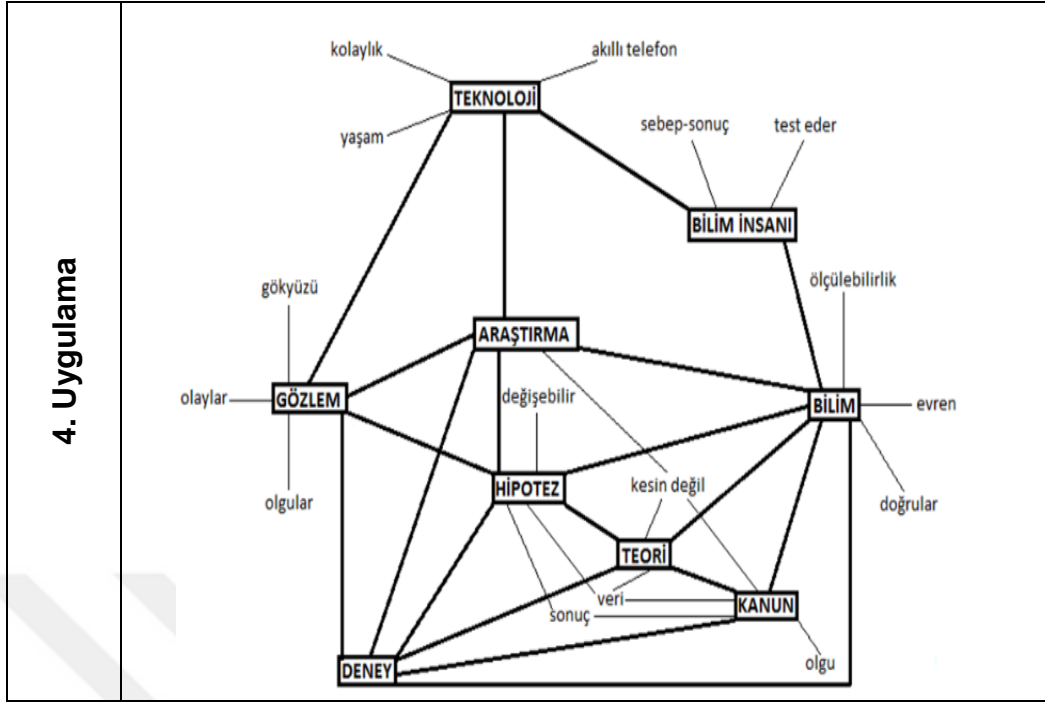 4. Uygulama
kolaylık
akıllı telefon
TEKNOLOJİ
yaşam
sebep-sonuç
test eder
BİLİM İNSANI
gökyüzü
ölçülebilirlik
ARAŞTIRMA
olaylar
GÖZLEM
değişebilir
BİLİM
evren
olgular
HİPOTEZ
kesin değil
doğrular
TEORİ
veri
sonuç
KANUN
olgu
DENEY